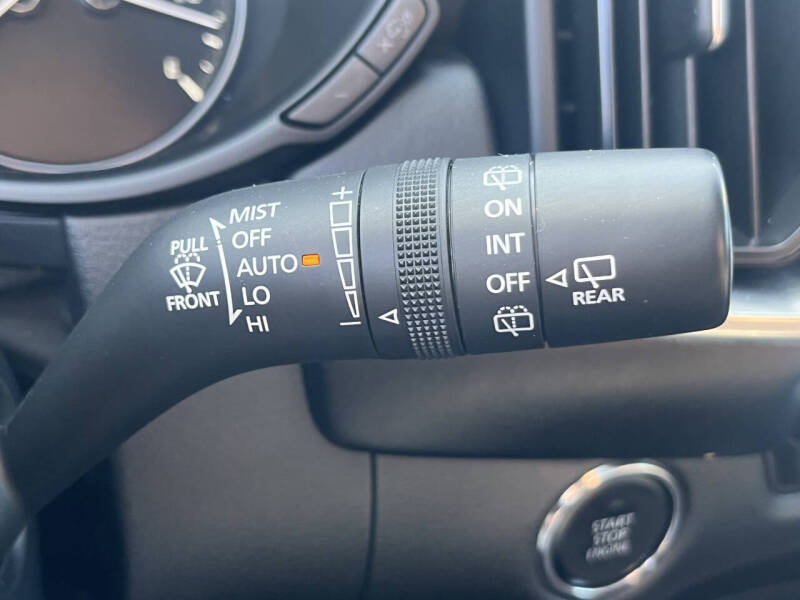 MIST
OFF
AUTO
LO
HI
PULL
FRONT
+
−
ON
INT
OFF
REAR
START
STOP
ENGINE